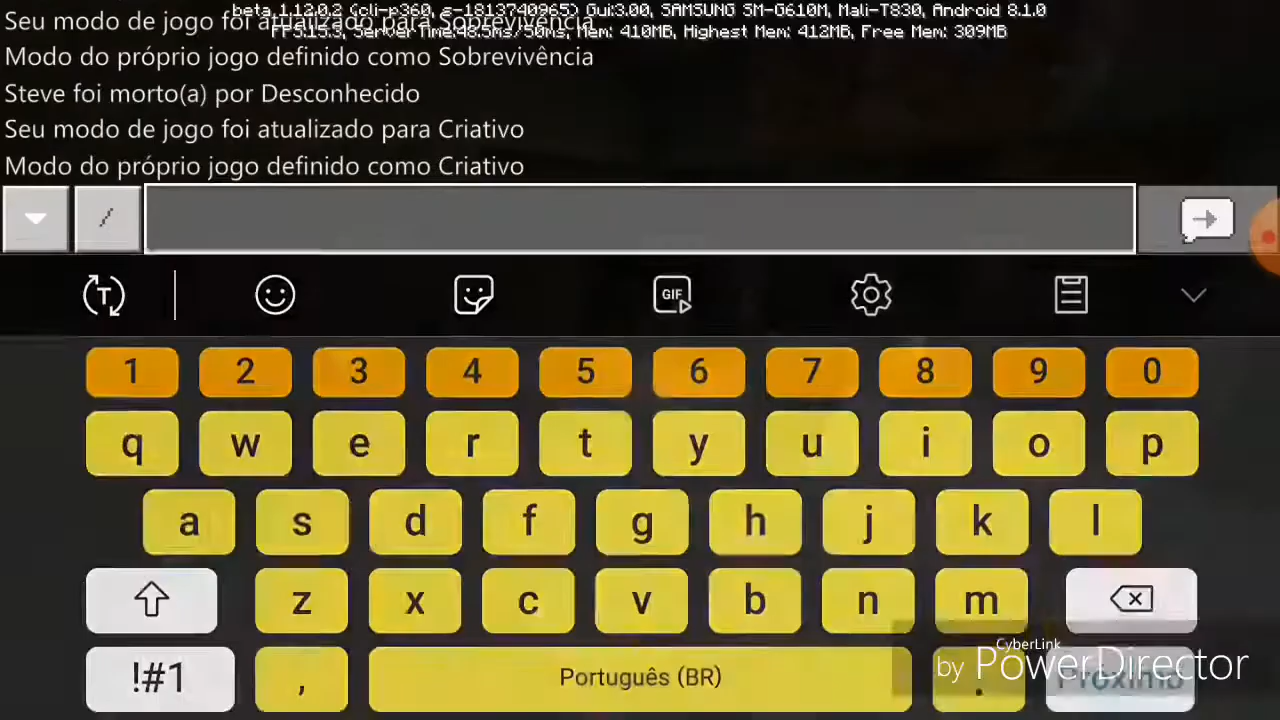 beta 1.12.0.2 (cli-p360, s-1813740965) Gui:3.00, SAMSUNG SM-G610M, Mali-T830, Android 8.1.0
Seu modo de jogo foi atualizado para Sobrevivência
FPS:15.3, ServerTime:48.5ms/50ms, Mem: 410MB, Highest Mem: 412MB, Free Mem: 309MB
Modo do próprio jogo definido como Sobrevivência
Steve foi morto(a) por Desconhecido
Seu modo de jogo foi atualizado para Criativo
Modo do próprio jogo definido como Criativo
/
T GIF
1 2 3 4 5 6 7 8 9 0
q w e r t y u i o p
a s d f g h j k l
z x c v b n m
!#1 , Português (BR) . Próximo
CyberLink
by PowerDirector